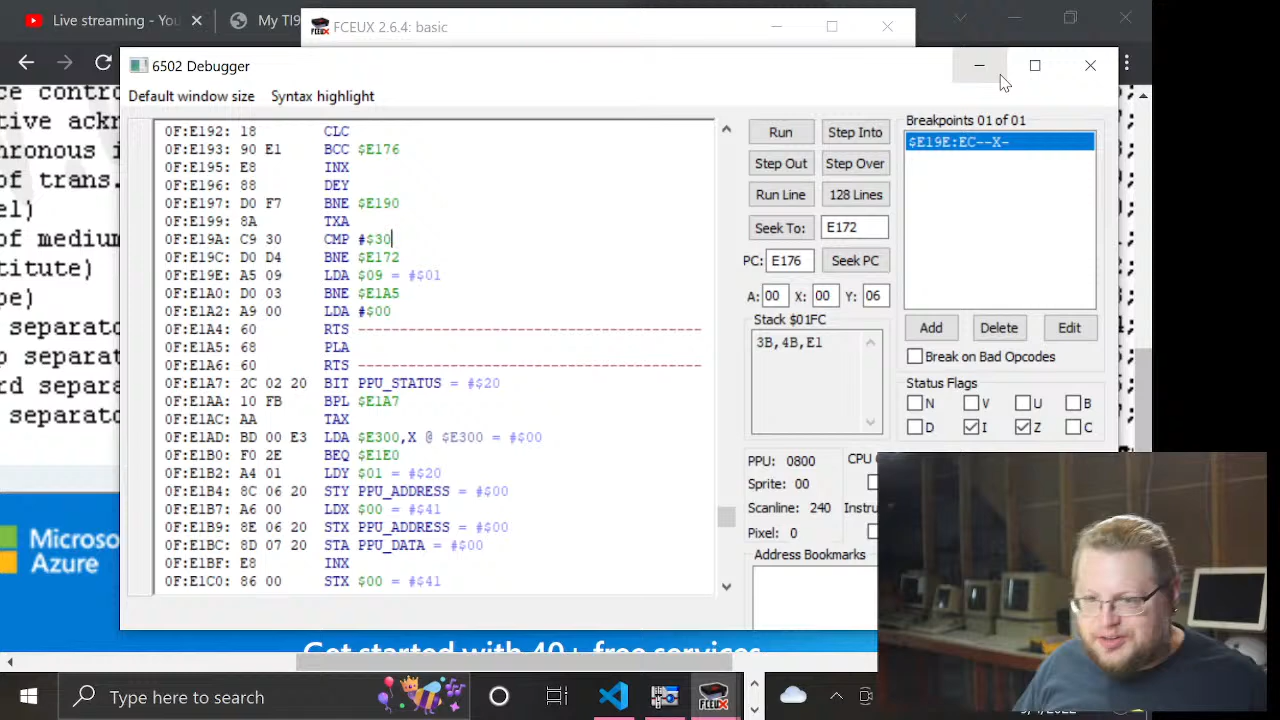 Live streaming - You
My TI9
FCEUX 2.6.4: basic
6502 Debugger
Default window size
Syntax highlight
ce contro
tive ackn
hronous i
of trans.
el)
of medium
titute)
pe)
separato
p separat
rd separa
separato
0F:E192: 18 CLC
0F:E193: 90 E1 BCC $E176
0F:E195: E8 INX
0F:E196: 88 DEY
0F:E197: D0 F7 BNE $E190
0F:E199: 8A TXA
0F:E19A: C9 30 CMP #$30
0F:E19C: D0 D4 BNE $E172
0F:E19E: A5 09 LDA $09 = #$01
0F:E1A0: D0 03 BNE $E1A5
0F:E1A2: A9 00 LDA #$00
0F:E1A4: 60 RTS -----------------------------------------
0F:E1A5: 68 PLA
0F:E1A6: 60 RTS -----------------------------------------
0F:E1A7: 2C 02 20 BIT PPU_STATUS = #$20
0F:E1AA: 10 FB BPL $E1A7
0F:E1AC: AA TAX
0F:E1AD: BD 00 E3 LDA $E300,X @ $E300 = #$00
0F:E1B0: F0 2E BEQ $E1E0
0F:E1B2: A4 01 LDY $01 = #$20
0F:E1B4: 8C 06 20 STY PPU_ADDRESS = #$00
0F:E1B7: A6 00 LDX $00 = #$41
0F:E1B9: 8E 06 20 STX PPU_ADDRESS = #$00
0F:E1BC: 8D 07 20 STA PPU_DATA = #$00
0F:E1BF: E8 INX
0F:E1C0: 86 00 STX $00 = #$41
Run
Step Into
Step Out
Step Over
Run Line
128 Lines
Seek To:
E172
PC: E176
Seek PC
A: 00 X: 00 Y: 06
Stack $01FC
3B,4B,E1
Breakpoints 01 of 01
$E19E:EC--X-
Add
Delete
Edit
Break on Bad Opcodes
Status Flags
N V U B
D I Z C
PPU: 0800
CPU
Sprite: 00
Scanline: 240
Instru
Pixel: 0
Address Bookmarks
Microso
Azure
Get started with 40+ free services
Type here to search